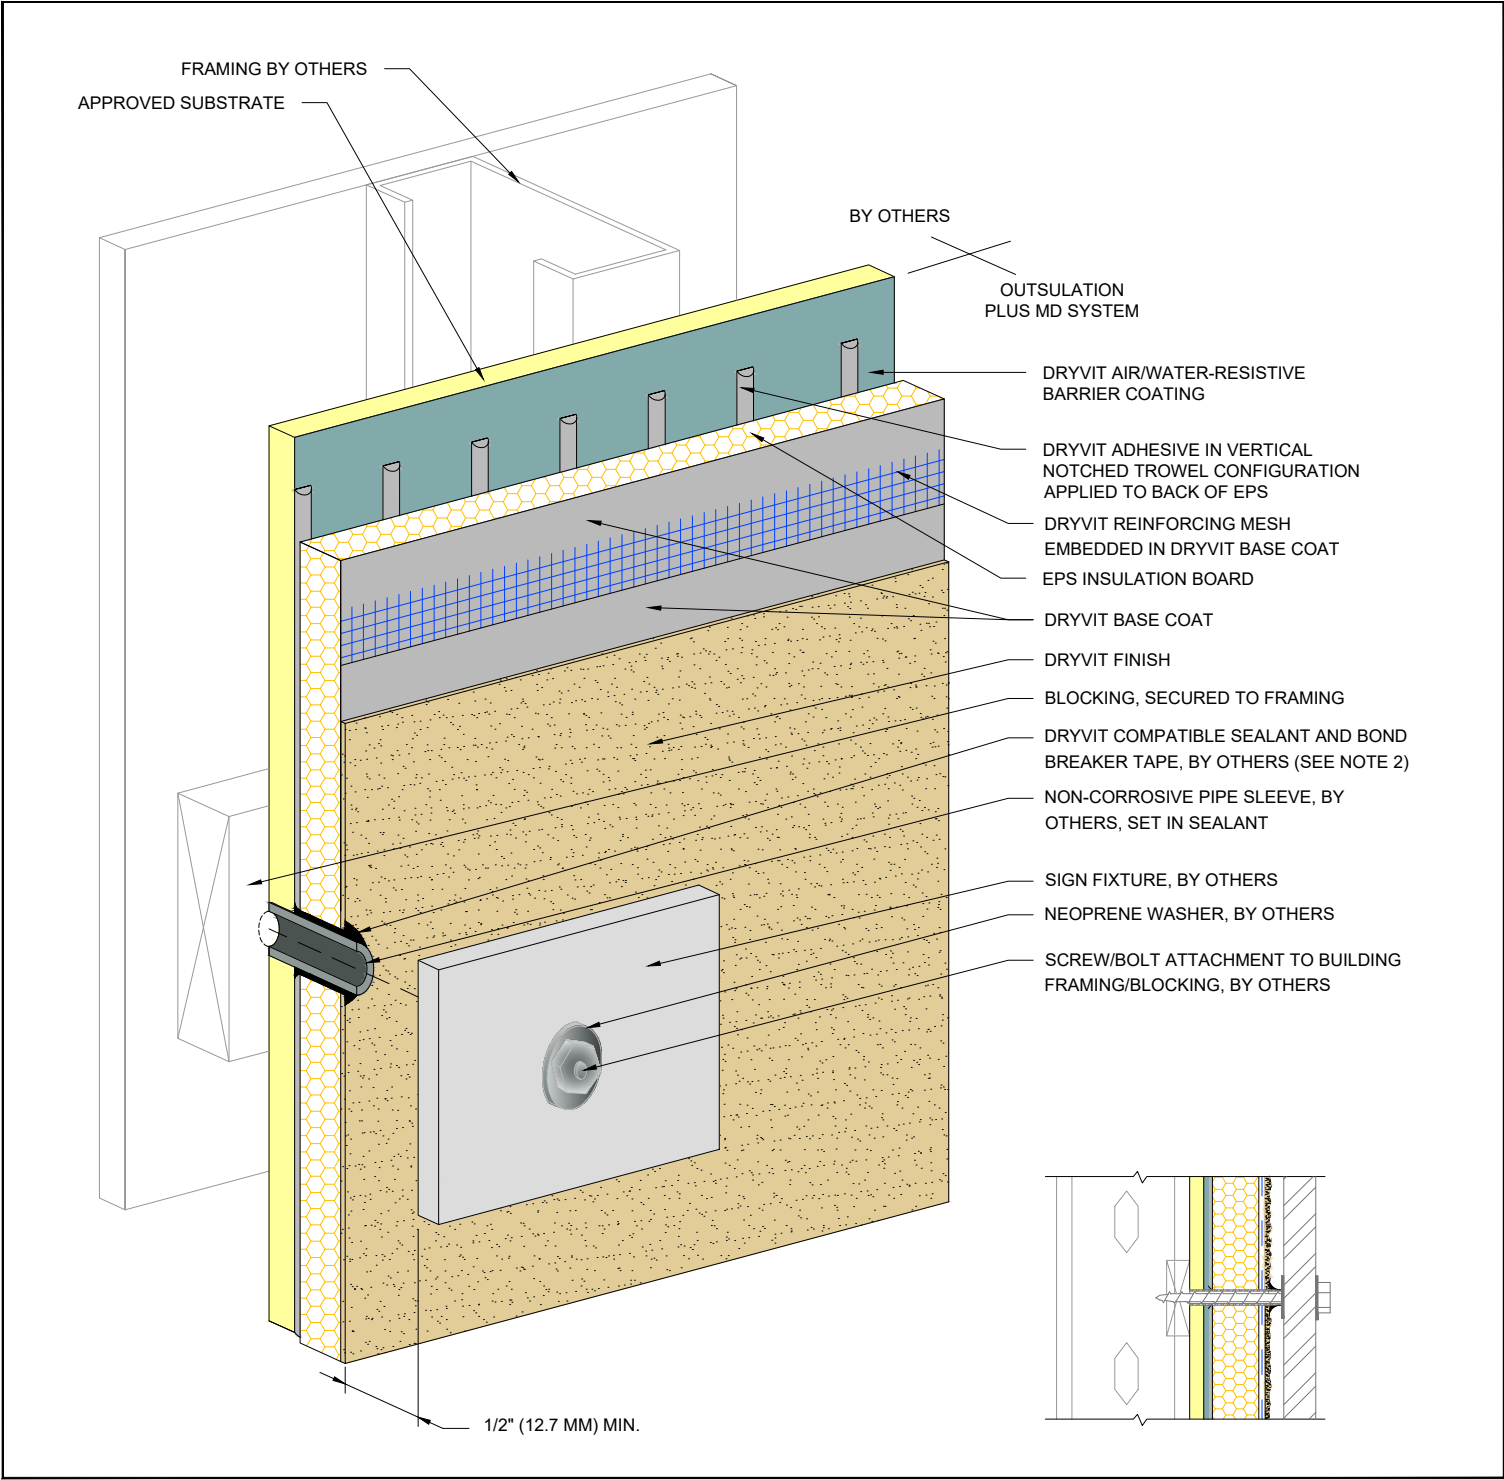 FRAMING BY OTHERS
APPROVED SUBSTRATE
BY OTHERS
OUTSULATION
PLUS MD SYSTEM
DRYVIT AIR/WATER-RESISTIVE
BARRIER COATING
DRYVIT ADHESIVE IN VERTICAL
NOTCHED TROWEL CONFIGURATION
APPLIED TO BACK OF EPS
DRYVIT REINFORCING MESH
EMBEDDED IN DRYVIT BASE COAT
EPS INSULATION BOARD
DRYVIT BASE COAT
DRYVIT FINISH
BLOCKING, SECURED TO FRAMING
DRYVIT COMPATIBLE SEALANT AND BOND
BREAKER TAPE, BY OTHERS (SEE NOTE 2)
NON-CORROSIVE PIPE SLEEVE, BY
OTHERS, SET IN SEALANT
SIGN FIXTURE, BY OTHERS
NEOPRENE WASHER, BY OTHERS
SCREW/BOLT ATTACHMENT TO BUILDING
FRAMING/BLOCKING, BY OTHERS
1/2" (12.7 MM) MIN.